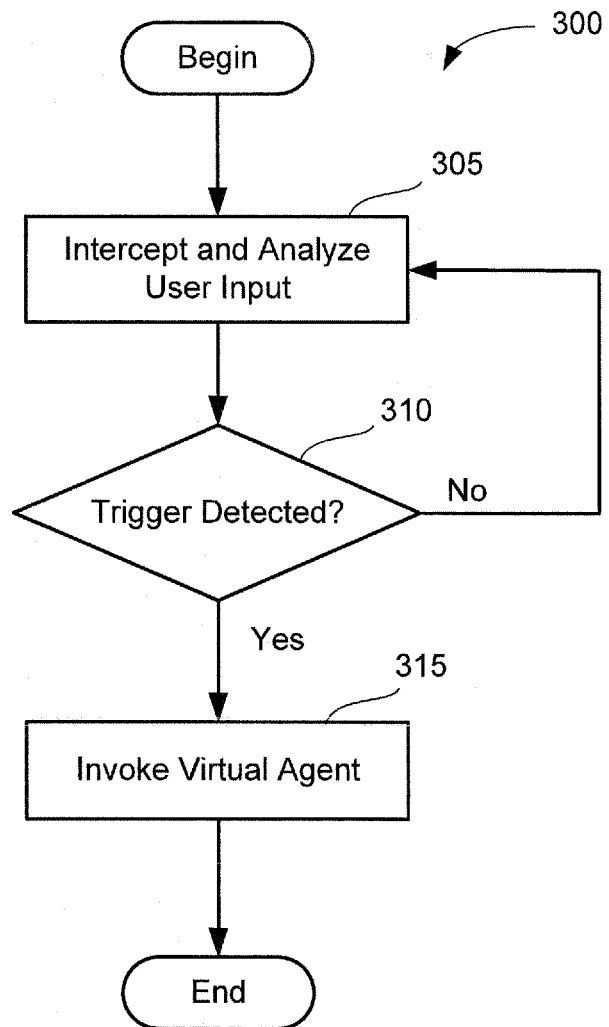 300
Begin
305
Intercept and Analyze
User Input
310
Trigger Detected?
No
Yes
315
Invoke Virtual Agent
End